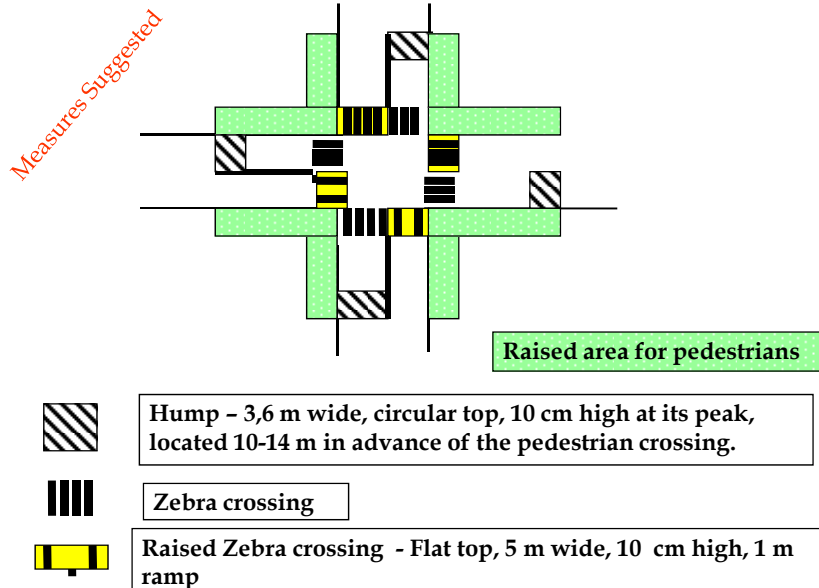 Measures Suggested
Raised area for pedestrians
Hump – 3,6 m wide, circular top, 10 cm high at its peak,
located 10-14 m in advance of the pedestrian crossing.
Zebra crossing
Raised Zebra crossing - Flat top, 5 m wide, 10 cm high, 1 m
ramp